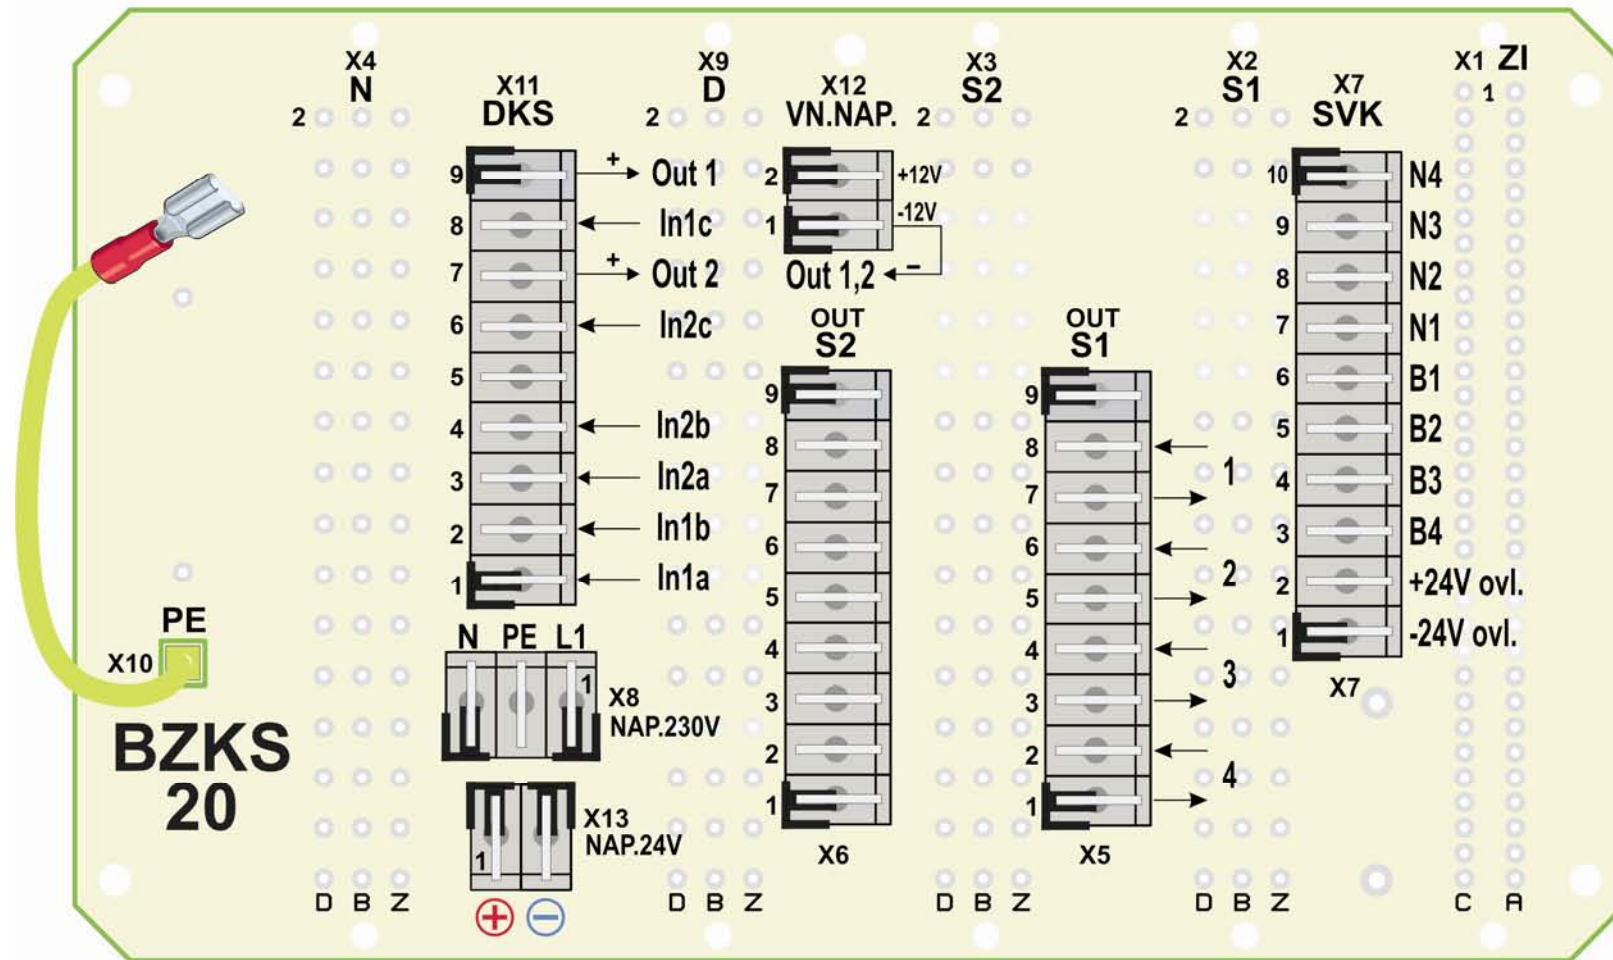 X4
N
2
X11
DKS
9 + Out 1
8 In1c
7 + Out 2
6 In2c
5
4 In2b
3 In2a
2 In1b
1 In1a
X9
D
2
X12
VN.NAP.
2 +12V
1 -12V
Out 1,2 −
X3
S2
2
X2
S1
2
X7
SVK
10 N4
9 N3
8 N2
7 N1
6 B1
5 B2
4 B3
3 B4
2 +24V ovl.
1 -24V ovl.
X7
X1 ZI
1
OUT
S2
9
8
7
6
5
4
3
2
1
X6
OUT
S1
9
8
1
7
6
2
5
4
3
3
2
4
1
X5
PE
X10
BZKS
20
N PE L1
1
X8
NAP.230V
X13
NAP.24V
1
+ −
D B Z
D B Z
D B Z
D B Z
C A